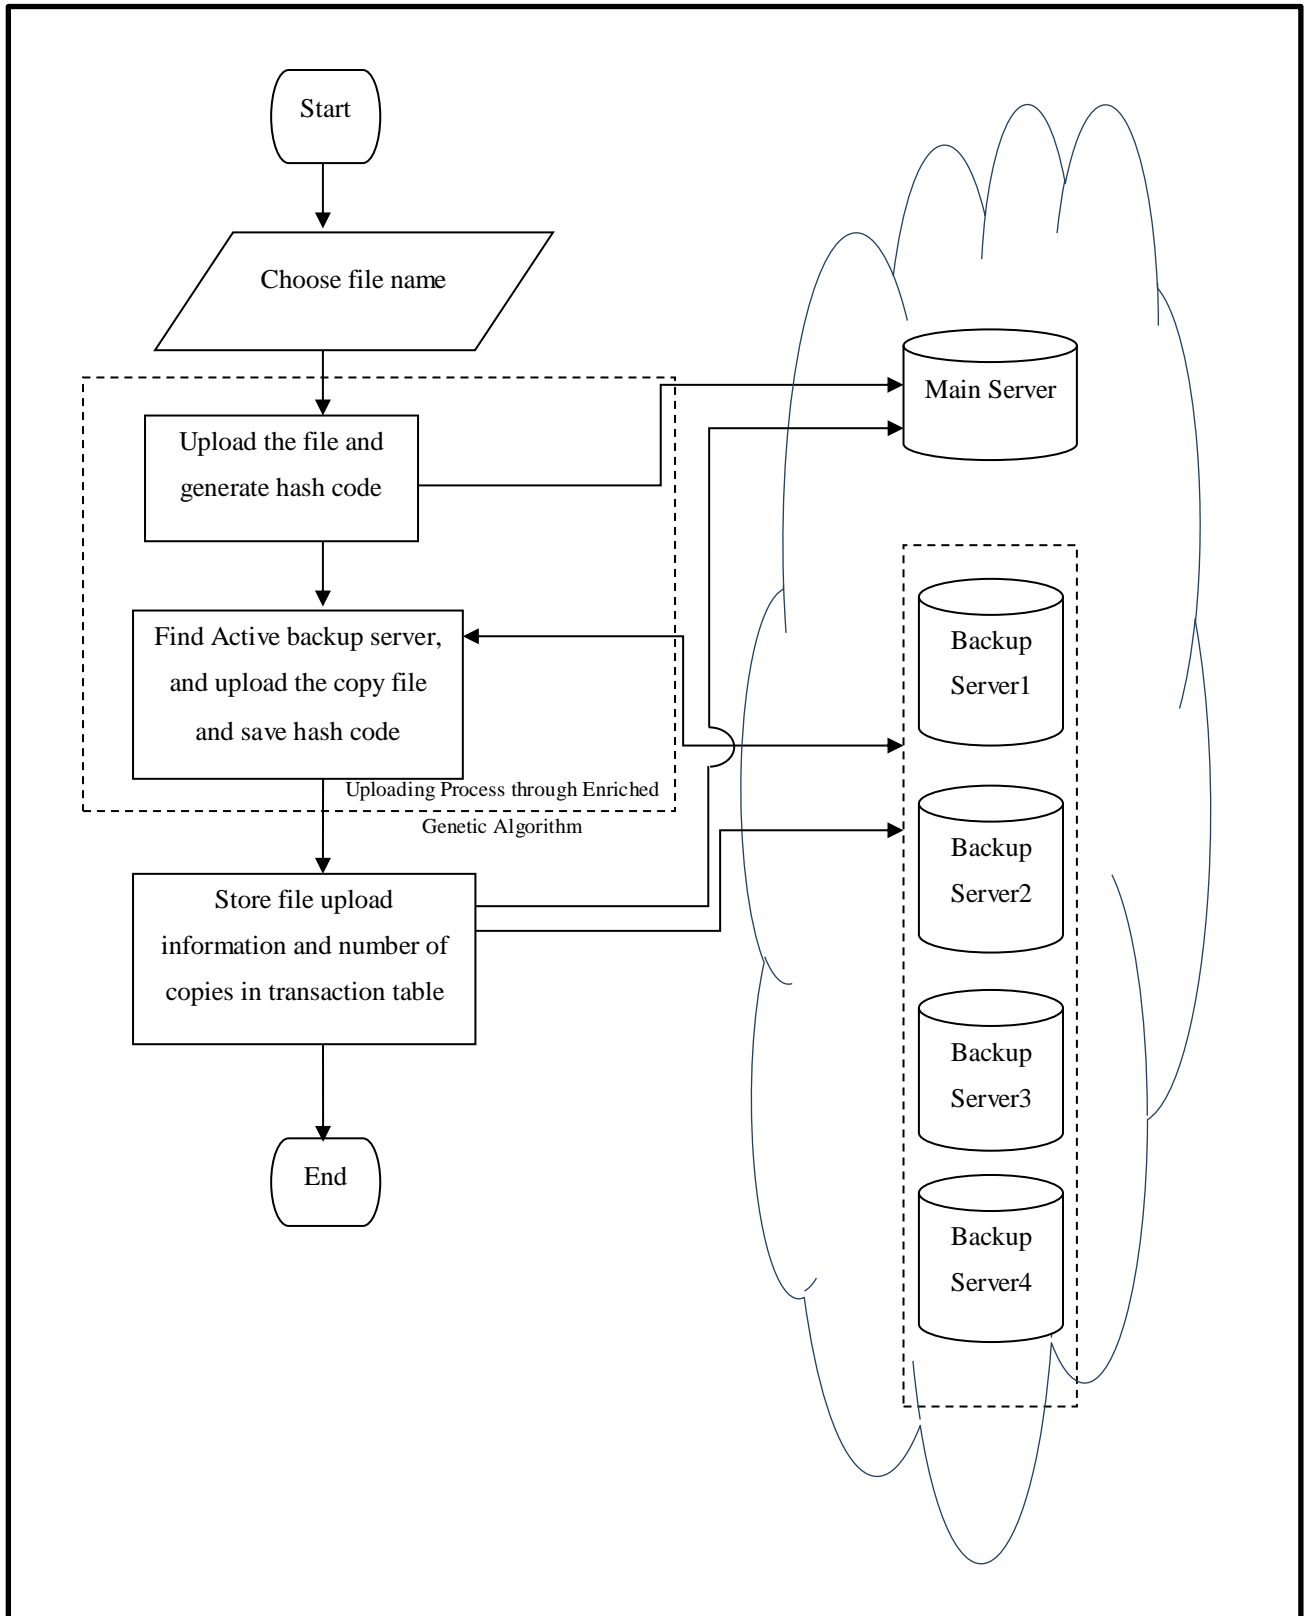 Start
Choose file name
Upload the file and
generate hash code
Find Active backup server,
and upload the copy file
and save hash code
Uploading Process through Enriched
Genetic Algorithm
Store file upload
information and number of
copies in transaction table
End
Main Server
Backup
Server1
Backup
Server2
Backup
Server3
Backup
Server4